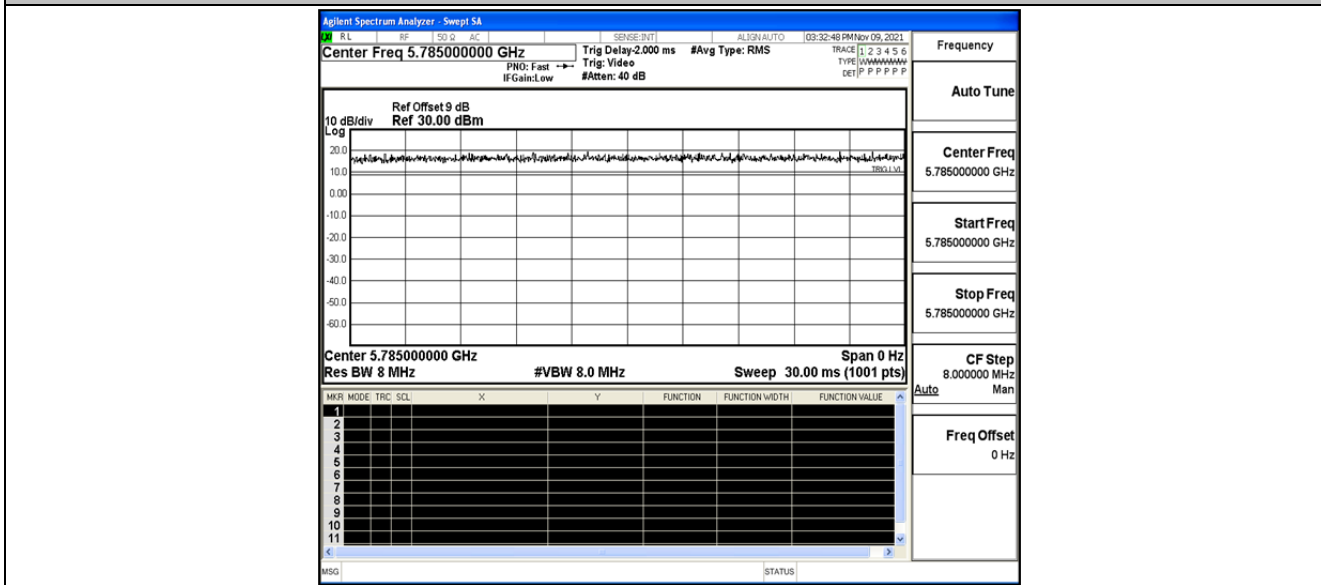 Agilent Spectrum Analyzer - Swept SA
LXI RL RF 50 Ω AC SENSE:INT ALIGNAUTO 03:32:48 PM Nov 09, 2021
Center Freq 5.785000000 GHz Trig Delay-2.000 ms #Avg Type: RMS TRACE 1 2 3 4 5 6
PNO: Fast Trig: Video TYPE WWWWWW
IFGain:Low #Atten: 40 dB DET P P P P P P
Frequency
Auto Tune
Center Freq
5.785000000 GHz
Start Freq
5.785000000 GHz
Stop Freq
5.785000000 GHz
CF Step
8.000000 MHz
Auto Man
Freq Offset
0 Hz
Ref Offset 9 dB
10 dB/div Ref 30.00 dBm
Log
20.0
10.0
TRIG LVL
0.00
-10.0
-20.0
-30.0
-40.0
-50.0
-60.0
Center 5.785000000 GHz Span 0 Hz
Res BW 8 MHz #VBW 8.0 MHz Sweep 30.00 ms (1001 pts)
MKR MODE TRC SCL X Y FUNCTION FUNCTION WIDTH FUNCTION VALUE
1
2
3
4
5
6
7
8
9
10
11
MSG STATUS